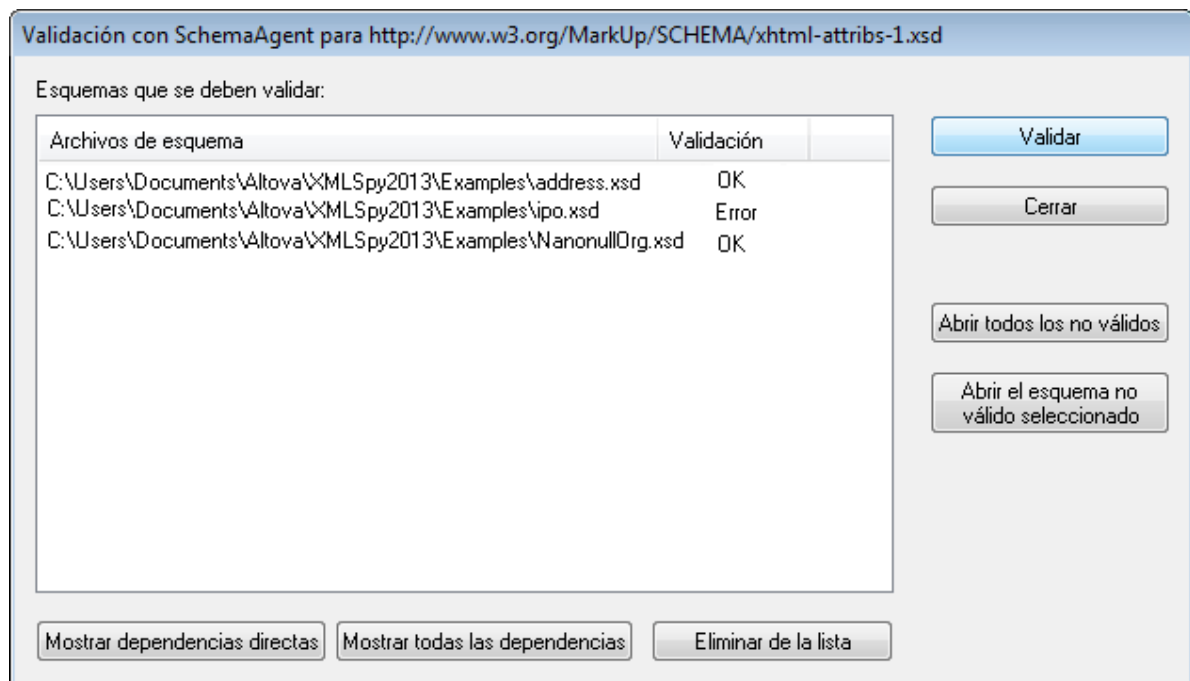 Validación con SchemaAgent para http://www.w3.org/MarkUp/SCHEMA/xhtml-attribs-1.xsd
Esquemas que se deben validar:
Archivos de esquema Validación
C:\Users\Documents\Altova\XMLSpy2013\Examples\address.xsd OK
C:\Users\Documents\Altova\XMLSpy2013\Examples\ipo.xsd Error
C:\Users\Documents\Altova\XMLSpy2013\Examples\NanonullOrg.xsd OK
Validar
Cerrar
Abrir todos los no válidos
Abrir el esquema no
válido seleccionado
Mostrar dependencias directas Mostrar todas las dependencias Eliminar de la lista